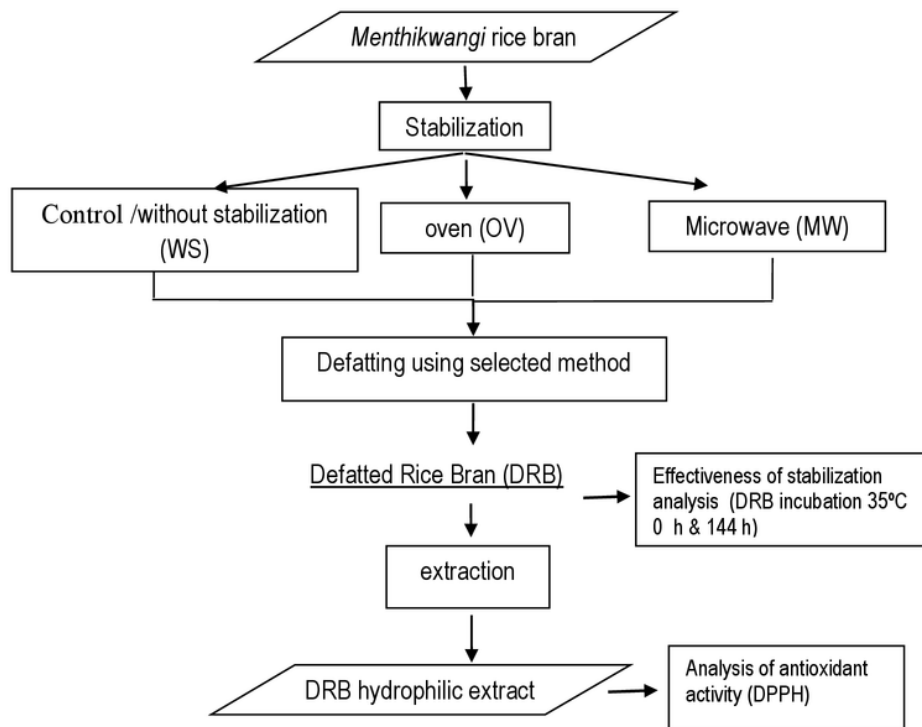 Menthikwangi rice bran
Stabilization
Control /without stabilization
(WS)
oven (OV)
Microwave (MW)
Defatting using selected method
Defatted Rice Bran (DRB)
Effectiveness of stabilization
analysis (DRB incubation 35ºC
0 h & 144 h)
extraction
DRB hydrophilic extract
Analysis of antioxidant
activity (DPPH)